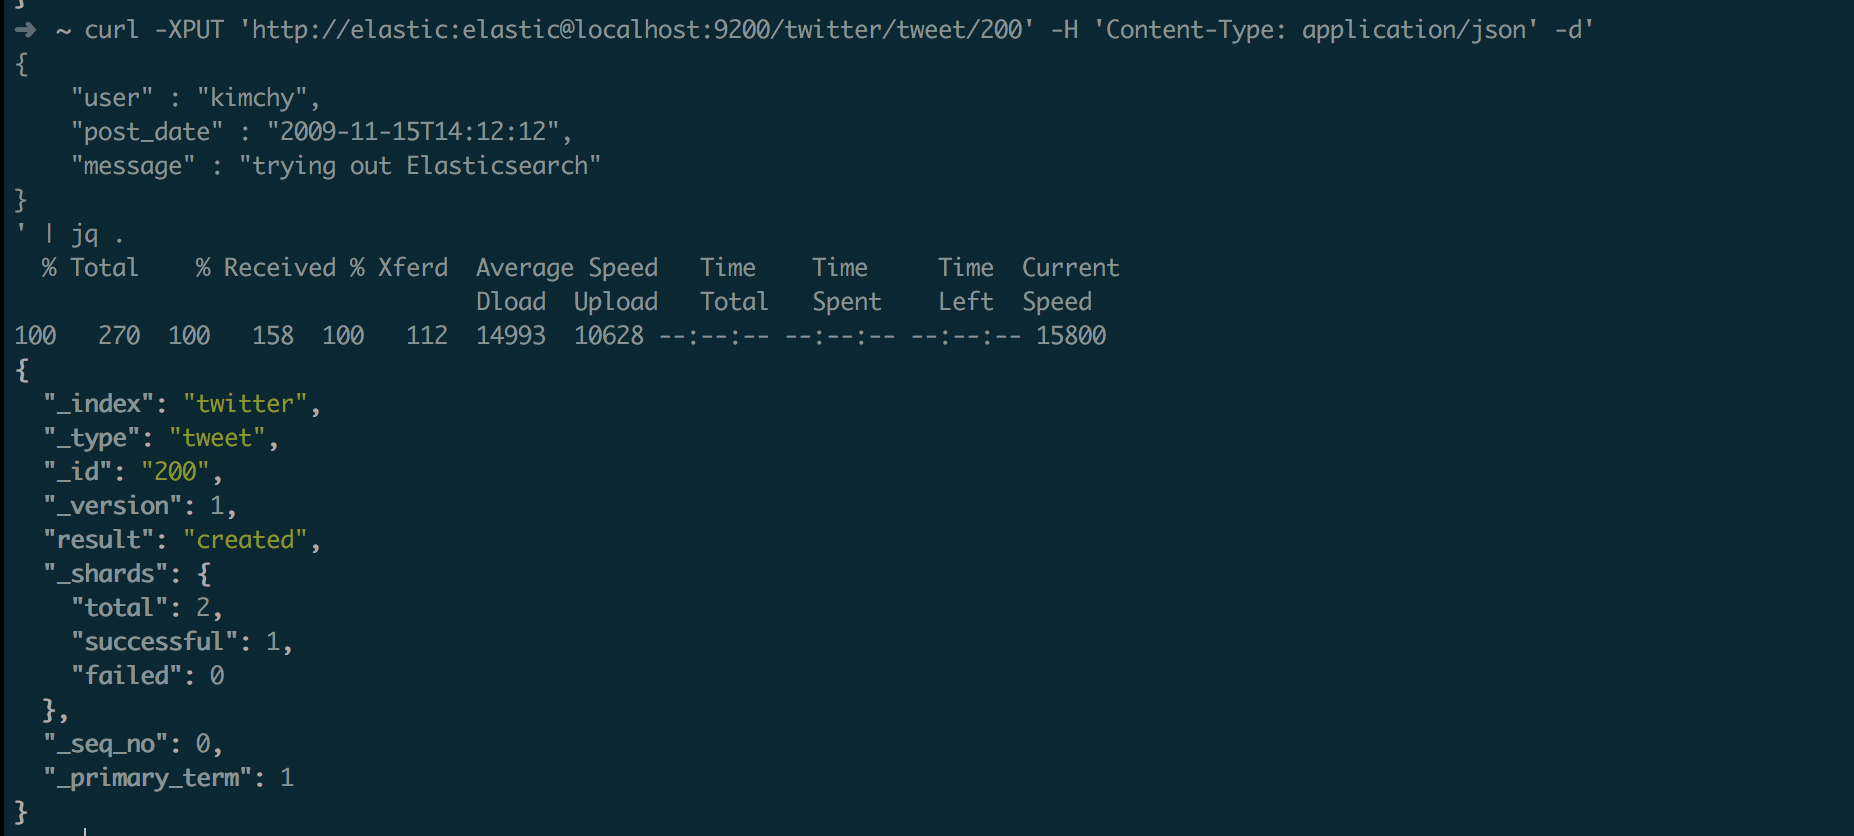 }
➜  ~ curl -XPUT 'http://elastic:elastic@localhost:9200/twitter/tweet/200' -H 'Content-Type: application/json' -d'
{
    "user" : "kimchy",
    "post_date" : "2009-11-15T14:12:12",
    "message" : "trying out Elasticsearch"
}
' | jq .
  % Total    % Received % Xferd  Average Speed   Time    Time     Time  Current
                                 Dload  Upload   Total   Spent    Left  Speed
100   270  100   158  100   112  14993  10628 --:--:-- --:--:-- --:--:-- 15800
{
  "_index": "twitter",
  "_type": "tweet",
  "_id": "200",
  "_version": 1,
  "result": "created",
  "_shards": {
    "total": 2,
    "successful": 1,
    "failed": 0
  },
  "_seq_no": 0,
  "_primary_term": 1
}